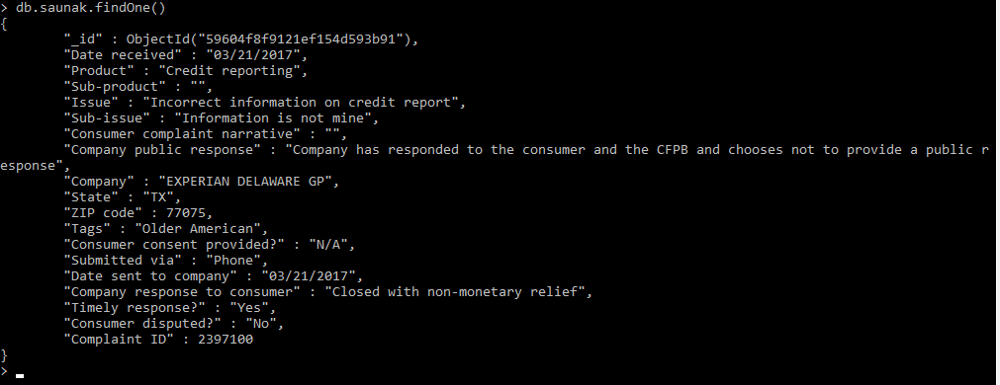 > db.saunak.findOne()
{
        "_id" : ObjectId("59604f8f9121ef154d593b91"),
        "Date received" : "03/21/2017",
        "Product" : "Credit reporting",
        "Sub-product" : "",
        "Issue" : "Incorrect information on credit report",
        "Sub-issue" : "Information is not mine",
        "Consumer complaint narrative" : "",
        "Company public response" : "Company has responded to the consumer and the CFPB and chooses not to provide a public r
esponse",
        "Company" : "EXPERIAN DELAWARE GP",
        "State" : "TX",
        "ZIP code" : 77075,
        "Tags" : "Older American",
        "Consumer consent provided?" : "N/A",
        "Submitted via" : "Phone",
        "Date sent to company" : "03/21/2017",
        "Company response to consumer" : "Closed with non-monetary relief",
        "Timely response?" : "Yes",
        "Consumer disputed?" : "No",
        "Complaint ID" : 2397100
}
>